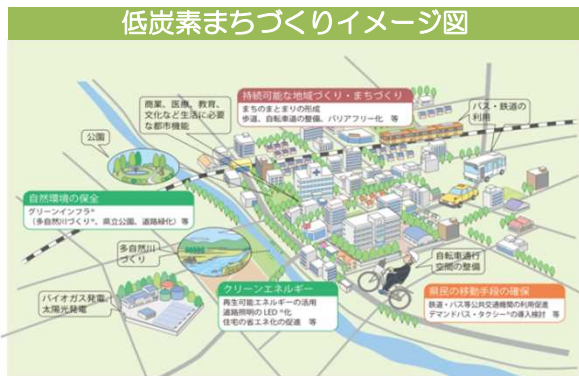 低炭素まちづくりイメージ図
商業、医療、教育、
文化など生活に必要
な都市機能
持続可能な地域づくり・まちづくり
まちのまとまりの形成
歩道、自転車道の整備、バリアフリー化　等
バス・鉄道の
利用
公園
自然環境の保全
グリーンインフラ※
（多自然川づくり※、県立公園、道路緑化）等
多自然川
づくり
バイオガス発電
太陽光発電
クリーンエネルギー
再生可能エネルギーの活用
道路照明の LED※化
住宅の省エネ化の促進　等
自転車通行
空間の整備
県民の移動手段の確保
鉄道・バス等公共交通機関の利用促進
デマンドバス・タクシー※の導入検討　等